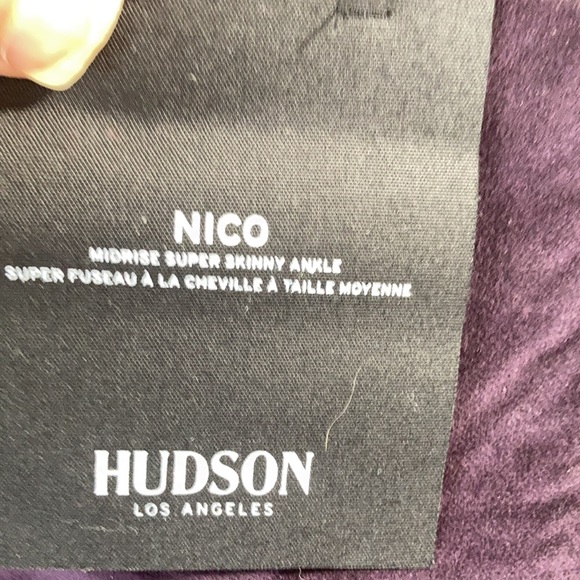 NICO
MIDRISE SUPER SKINNY ANKLE
SUPER FUSEAU À LA CHEVILLE À TAILLE MOYENNE
HUDSON
LOS ANGELES